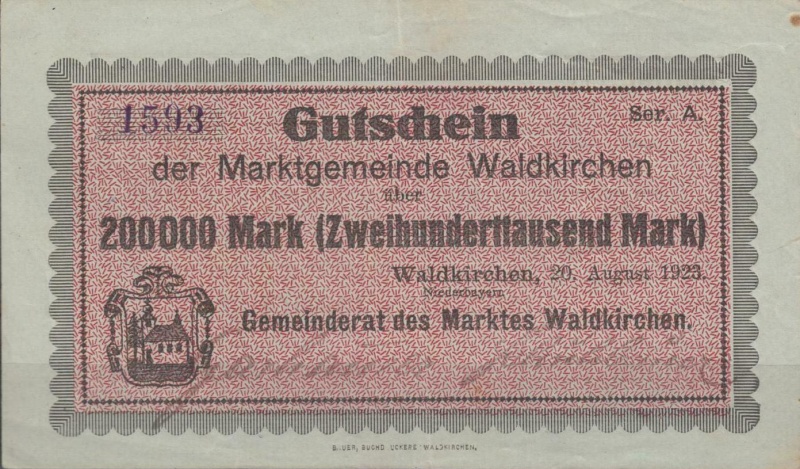 1593
Gutschein
Ser. A.
der Marktgemeinde Waldkirchen
über
200000 Mark (Zweihunderttausend Mark)
Waldkirchen, 20. August 1923.
Niederbayern
Gemeinderat des Marktes Waldkirchen.
WALDKIRCHEN.